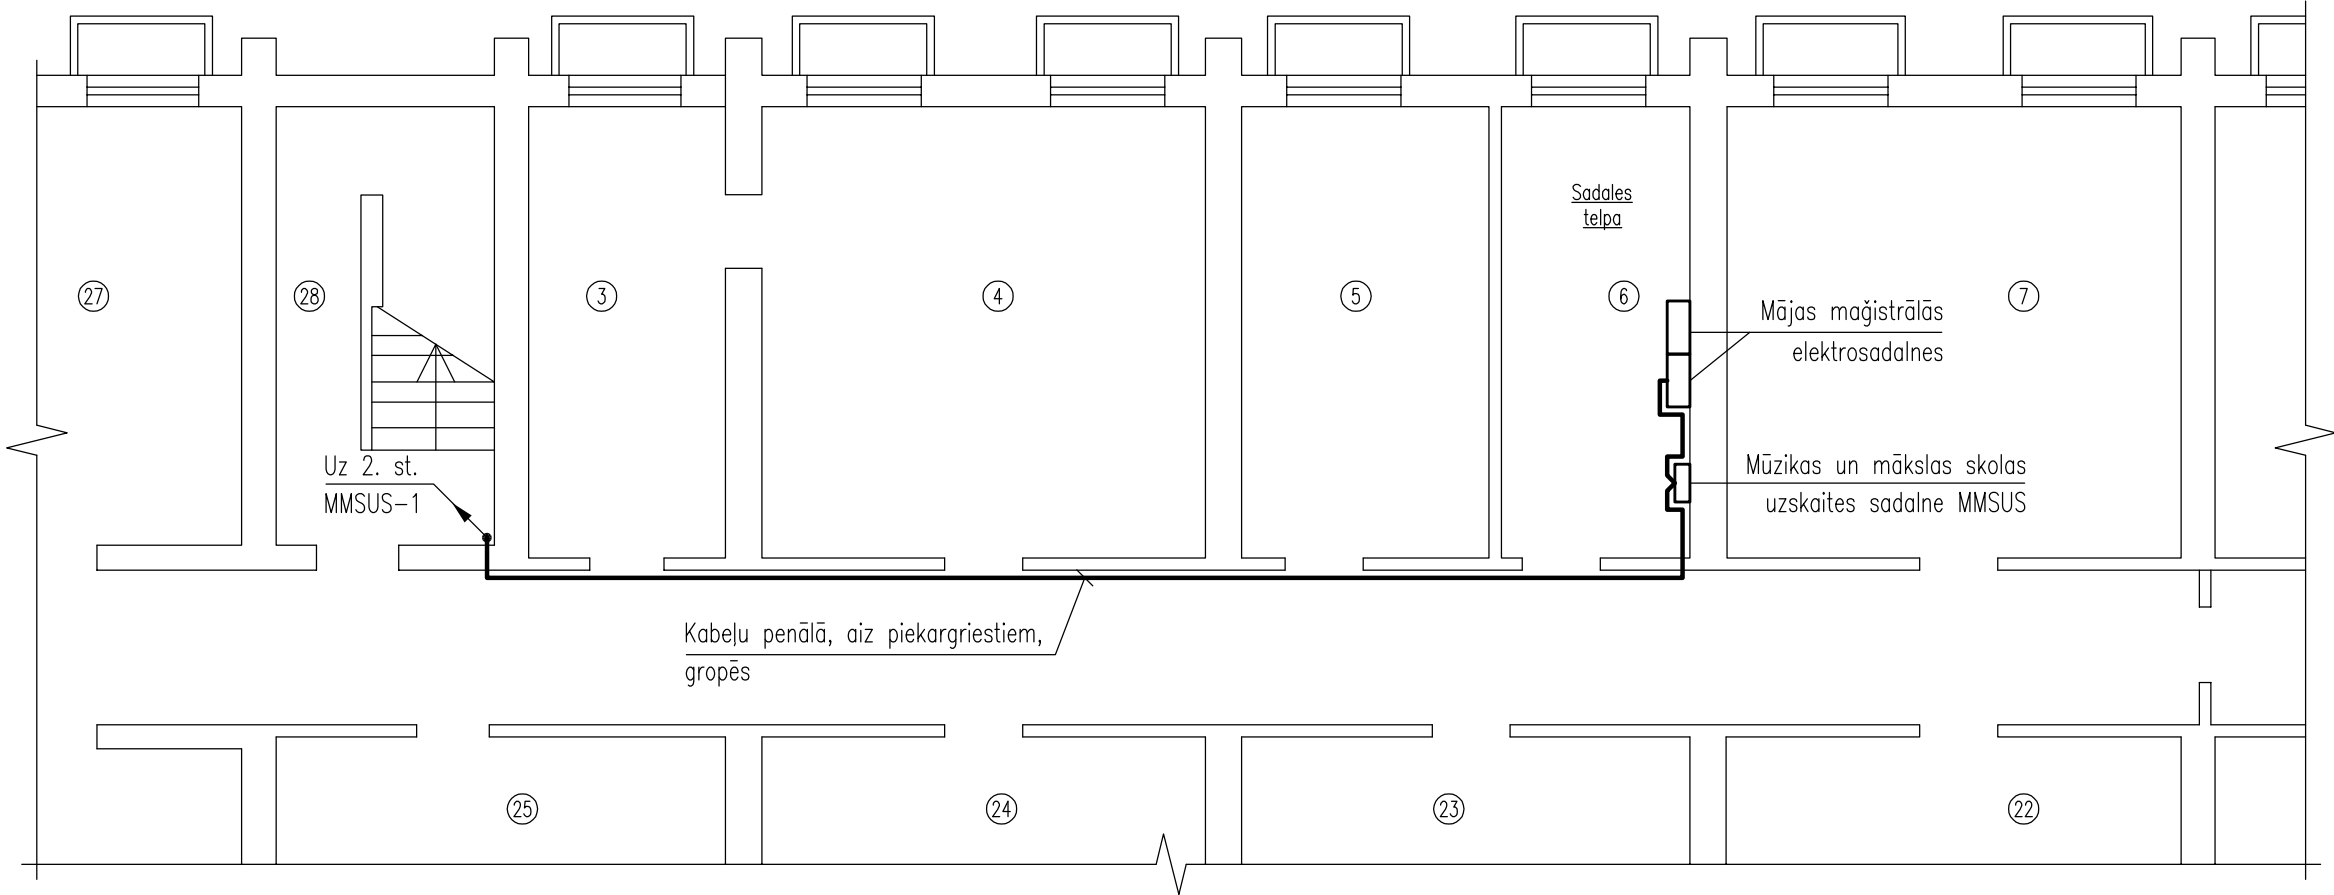 Sadales
telpa
27
28
3
4
5
6
7
Mājas maģistrālās
elektrosadalnes
Uz 2. st.
MMSUS-1
Mūzikas un mākslas skolas
uzskaites sadalne MMSUS
Kabeļu penālā, aiz piekargriestiem,
gropēs
25
24
23
22